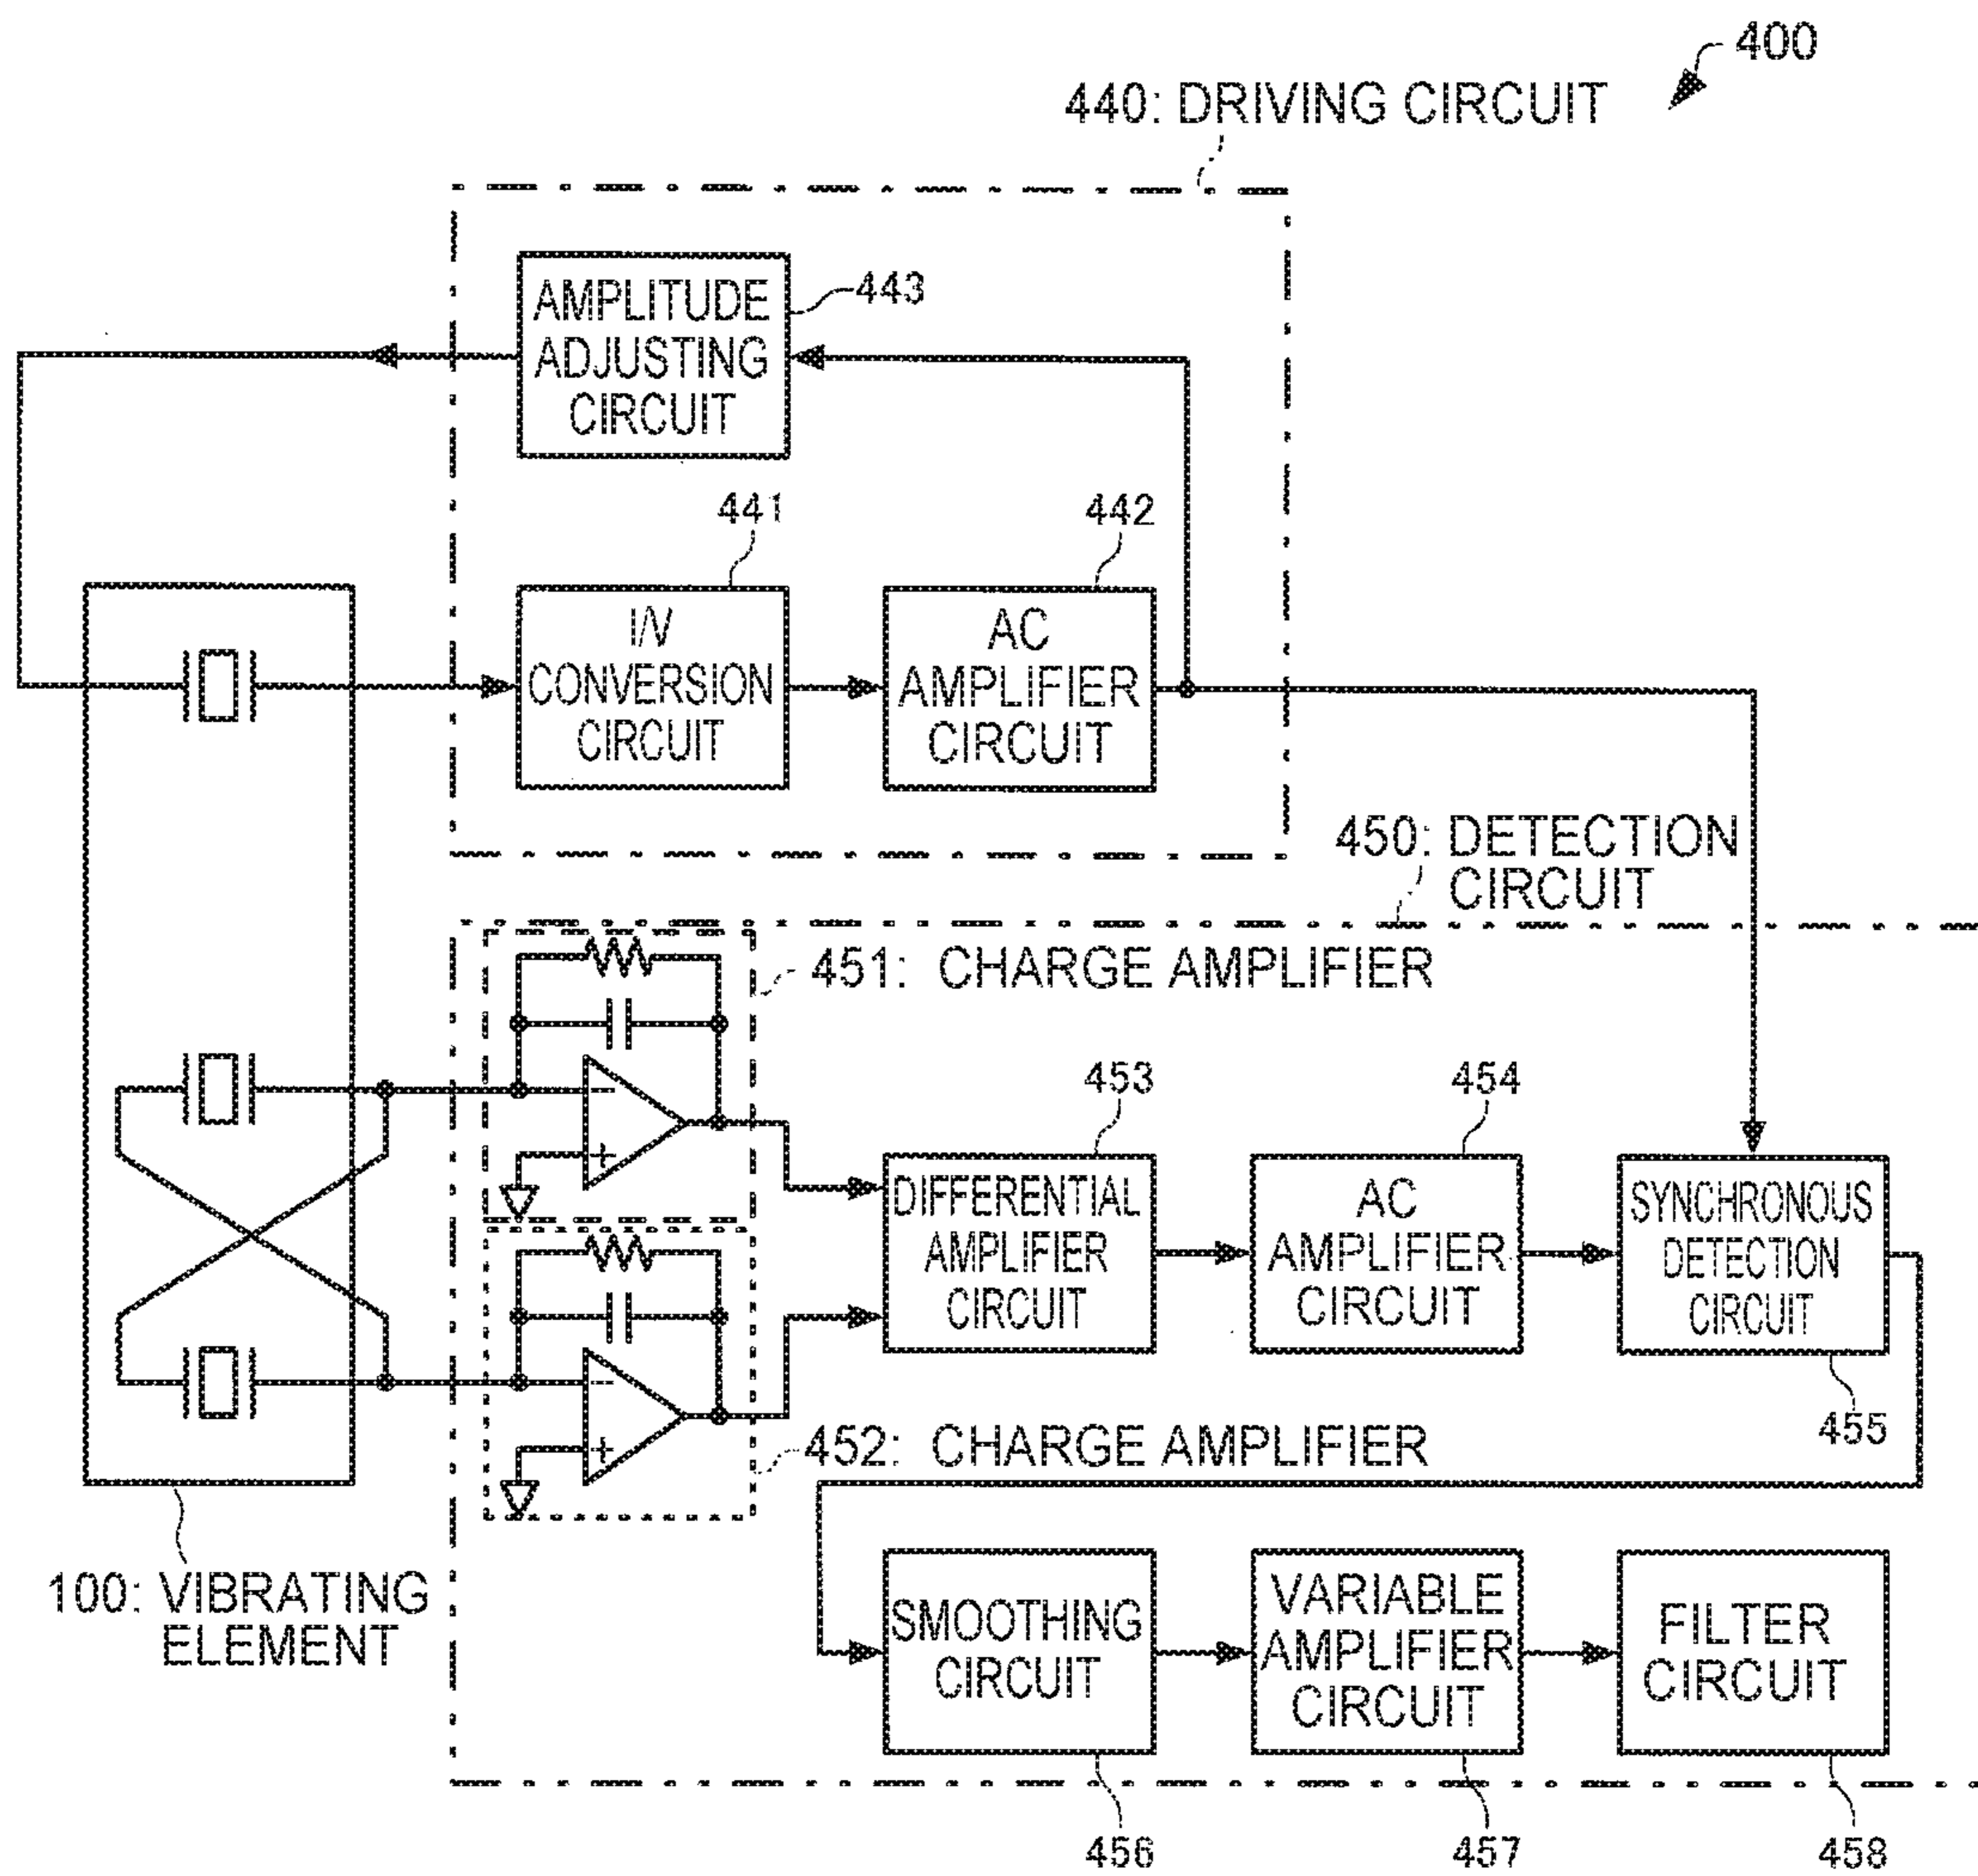 400
440: DRIVING CIRCUIT
AMPLITUDE
ADJUSTING
CIRCUIT
443
441
442
I/V
CONVERSION
CIRCUIT
AC
AMPLIFIER
CIRCUIT
450: DETECTION
CIRCUIT
451: CHARGE AMPLIFIER
−
+
453
454
DIFFERENTIAL
AMPLIFIER
CIRCUIT
AC
AMPLIFIER
CIRCUIT
SYNCHRONOUS
DETECTION
CIRCUIT
455
−
+
452: CHARGE AMPLIFIER
100: VIBRATING
ELEMENT
SMOOTHING
CIRCUIT
VARIABLE
AMPLIFIER
CIRCUIT
FILTER
CIRCUIT
456
457
458